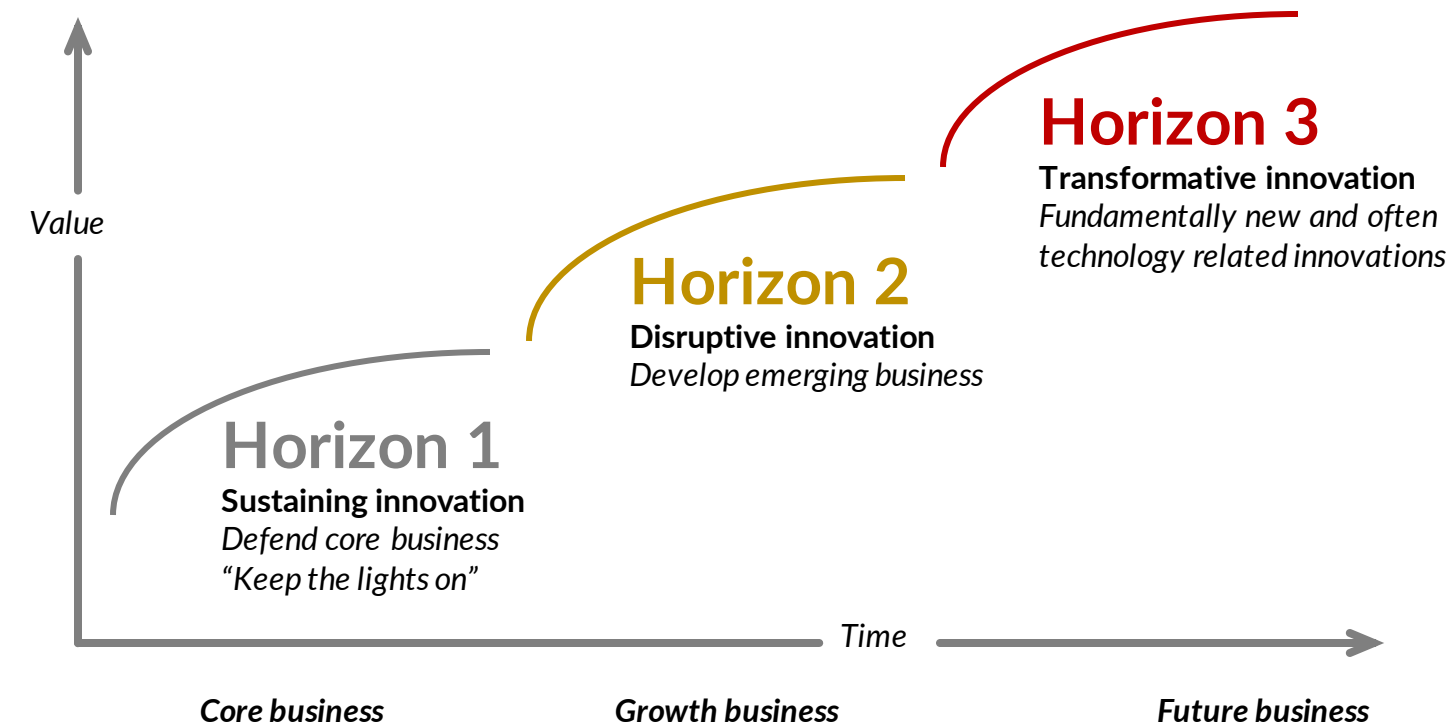 Horizon 3
Transformative innovation
Fundamentally new and often
technology related innovations
Value
Horizon 2
Disruptive innovation
Develop emerging business
Horizon 1
Sustaining innovation
Defend core business
“Keep the lights on”
Time
Core business
Growth business
Future business